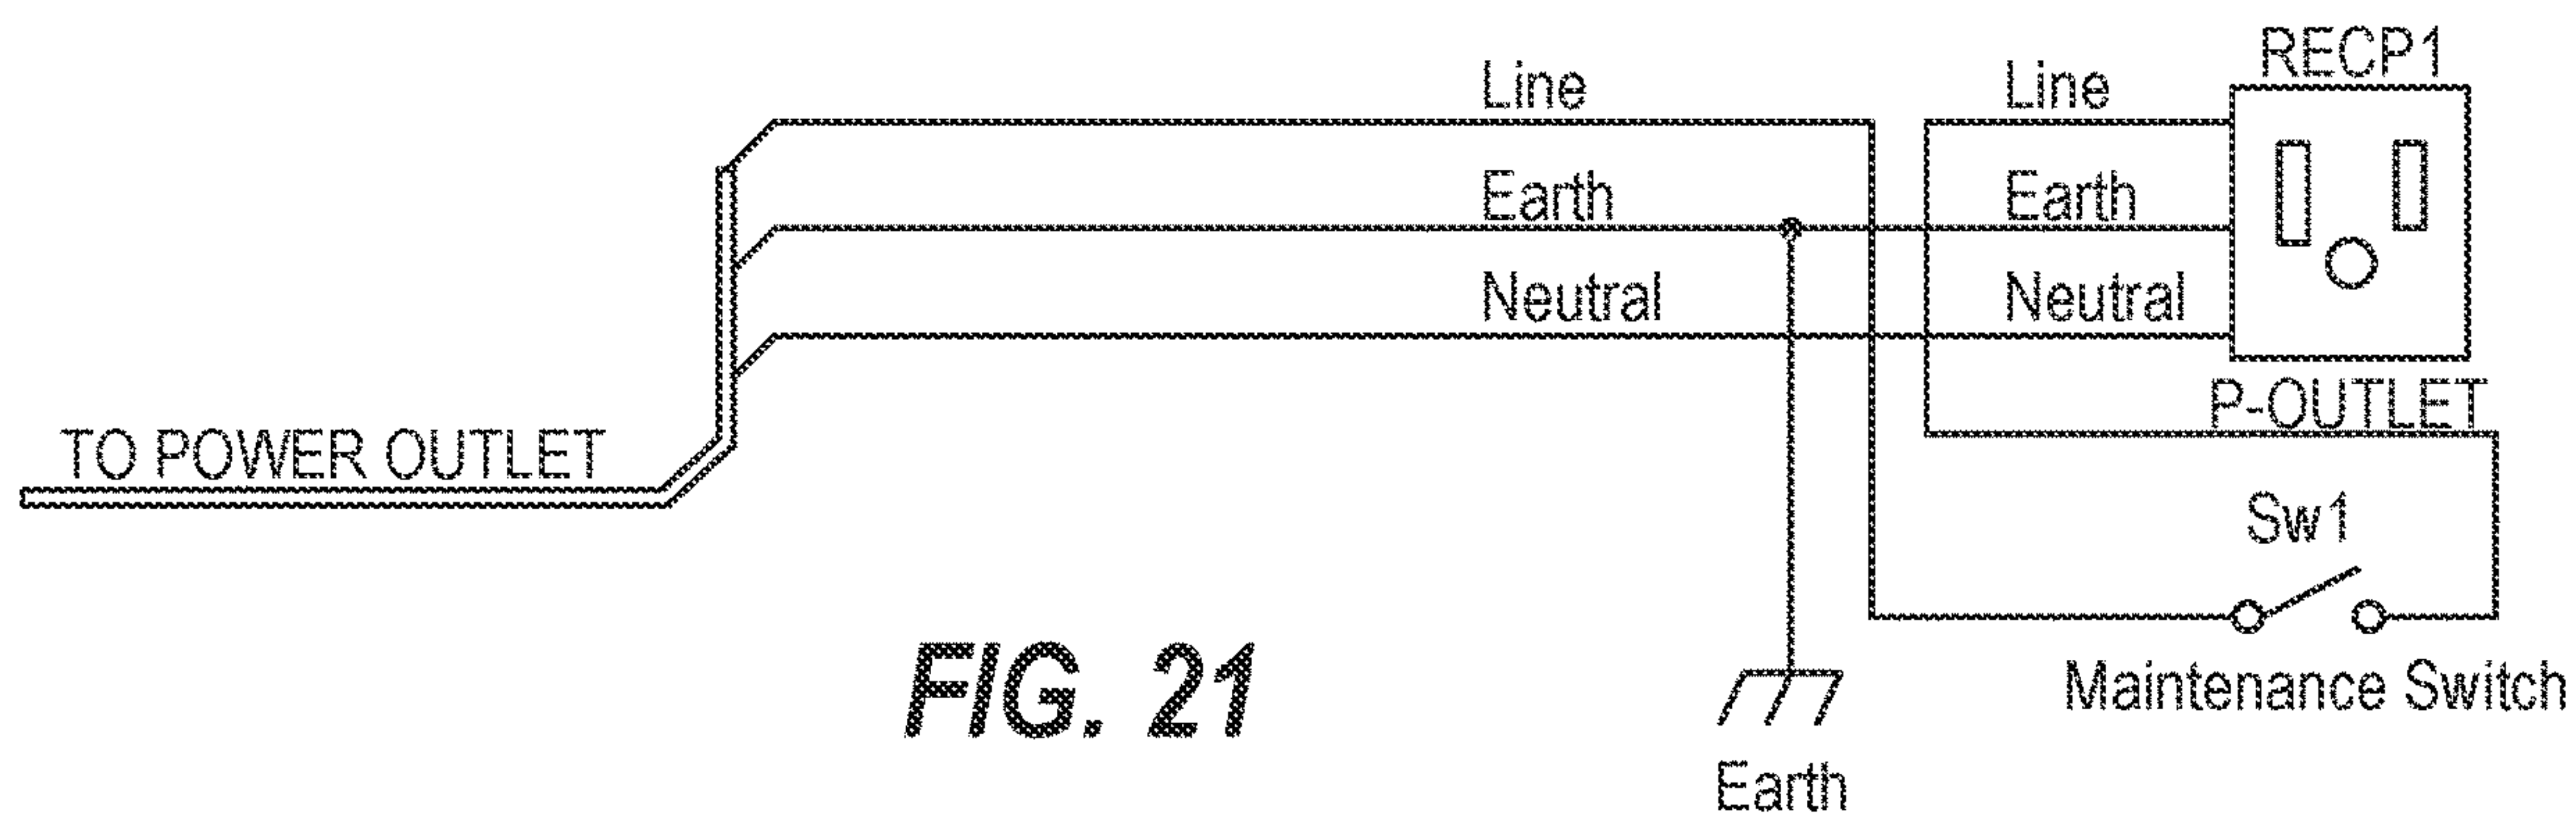 RECP1
Line
Line
Earth
Earth
Neutral
Neutral
P-OUTLET
TO POWER OUTLET
Sw1
Maintenance Switch
FIG. 21
Earth